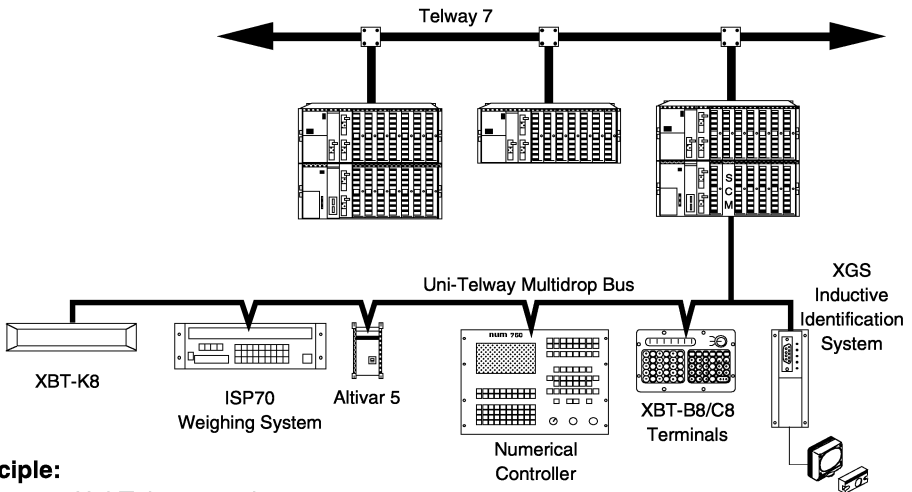 Telway 7
S
C
M
Uni-Telway Multidrop Bus
XGS
Inductive
Identification
System
num 760
XBT-K8
ISP70
Weighing System
Altivar 5
Numerical
Controller
XBT-B8/C8
Terminals
ciple: